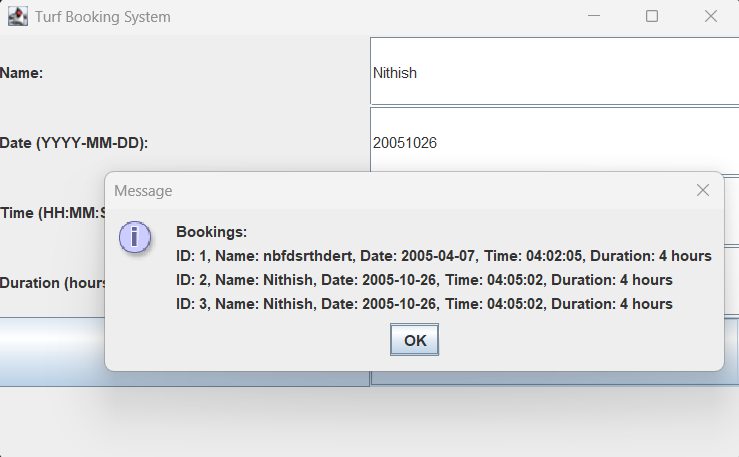 Turf Booking System
Name:
Nithish
Date (YYYY-MM-DD):
20051026
Message
Time (HH:MM:S
Bookings:
ID: 1, Name: nbfdsrthdert, Date: 2005-04-07, Time: 04:02:05, Duration: 4 hours
ID: 2, Name: Nithish, Date: 2005-10-26, Time: 04:05:02, Duration: 4 hours
Duration (hours
ID: 3, Name: Nithish, Date: 2005-10-26, Time: 04:05:02, Duration: 4 hours
OK